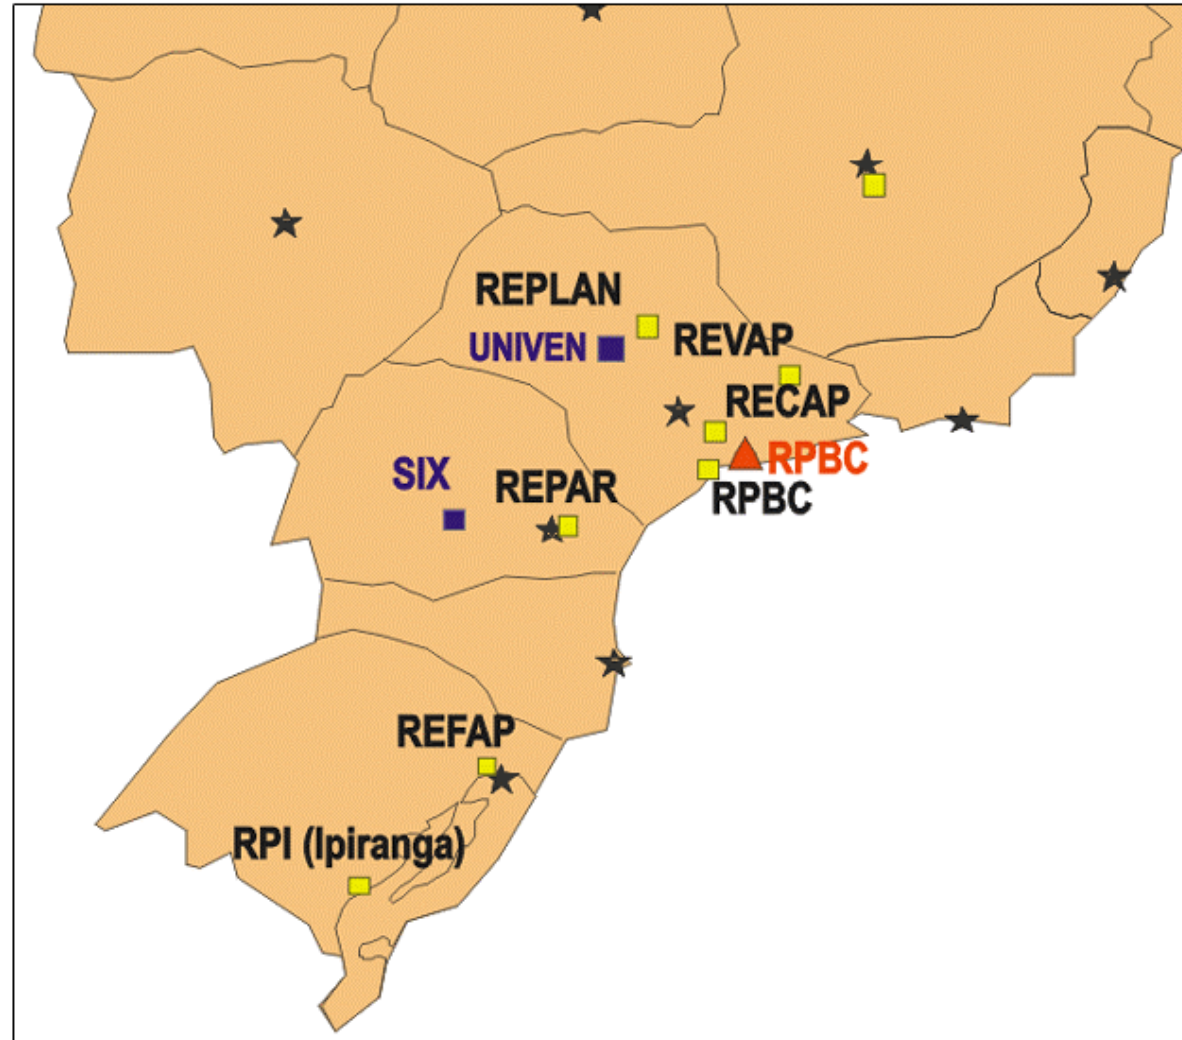 REPLAN
UNIVEN
REVAP
RECAP
RPBC
RPBC
SIX
REPAR
REFAP
RPI (Ipiranga)